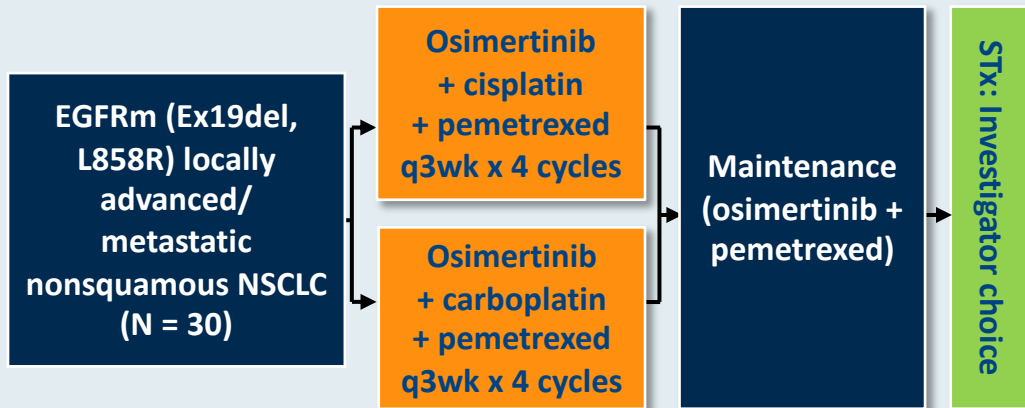 EGFRm (Ex19del,
L858R) locally
advanced/
metastatic
nonsquamous NSCLC
(N = 30)
Osimertinib
+ cisplatin
+ pemetrexed
q3wk x 4 cycles
Osimertinib
+ carboplatin
+ pemetrexed
q3wk x 4 cycles
Maintenance
(osimertinib +
pemetrexed)
STx: Investigator choice